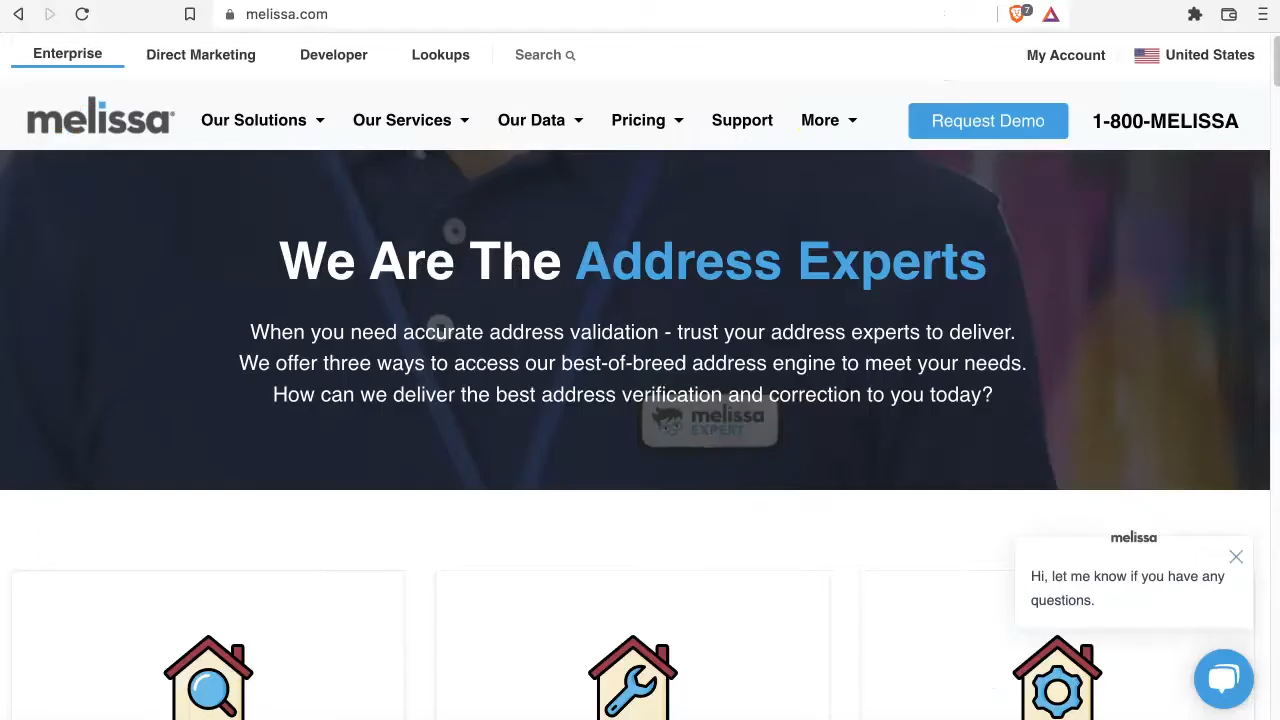 melissa.com
7
Enterprise
Direct Marketing
Developer
Lookups
Search
My Account
United States
melissa
Our Solutions
Our Services
Our Data
Pricing
Support
More
Request Demo
1-800-MELISSA
We Are The Address Experts
When you need accurate address validation - trust your address experts to deliver.
We offer three ways to access our best-of-breed address engine to meet your needs.
How can we deliver the best address verification and correction to you today?
melissa
EXPERT
melissa
Hi, let me know if you have any
questions.